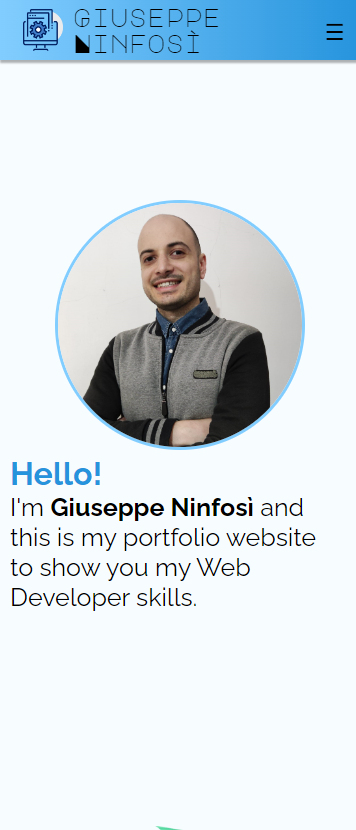 GIUSEPPE
NINFOSÌ
Hello!
I'm Giuseppe Ninfosì and
this is my portfolio website
to show you my Web
Developer skills.